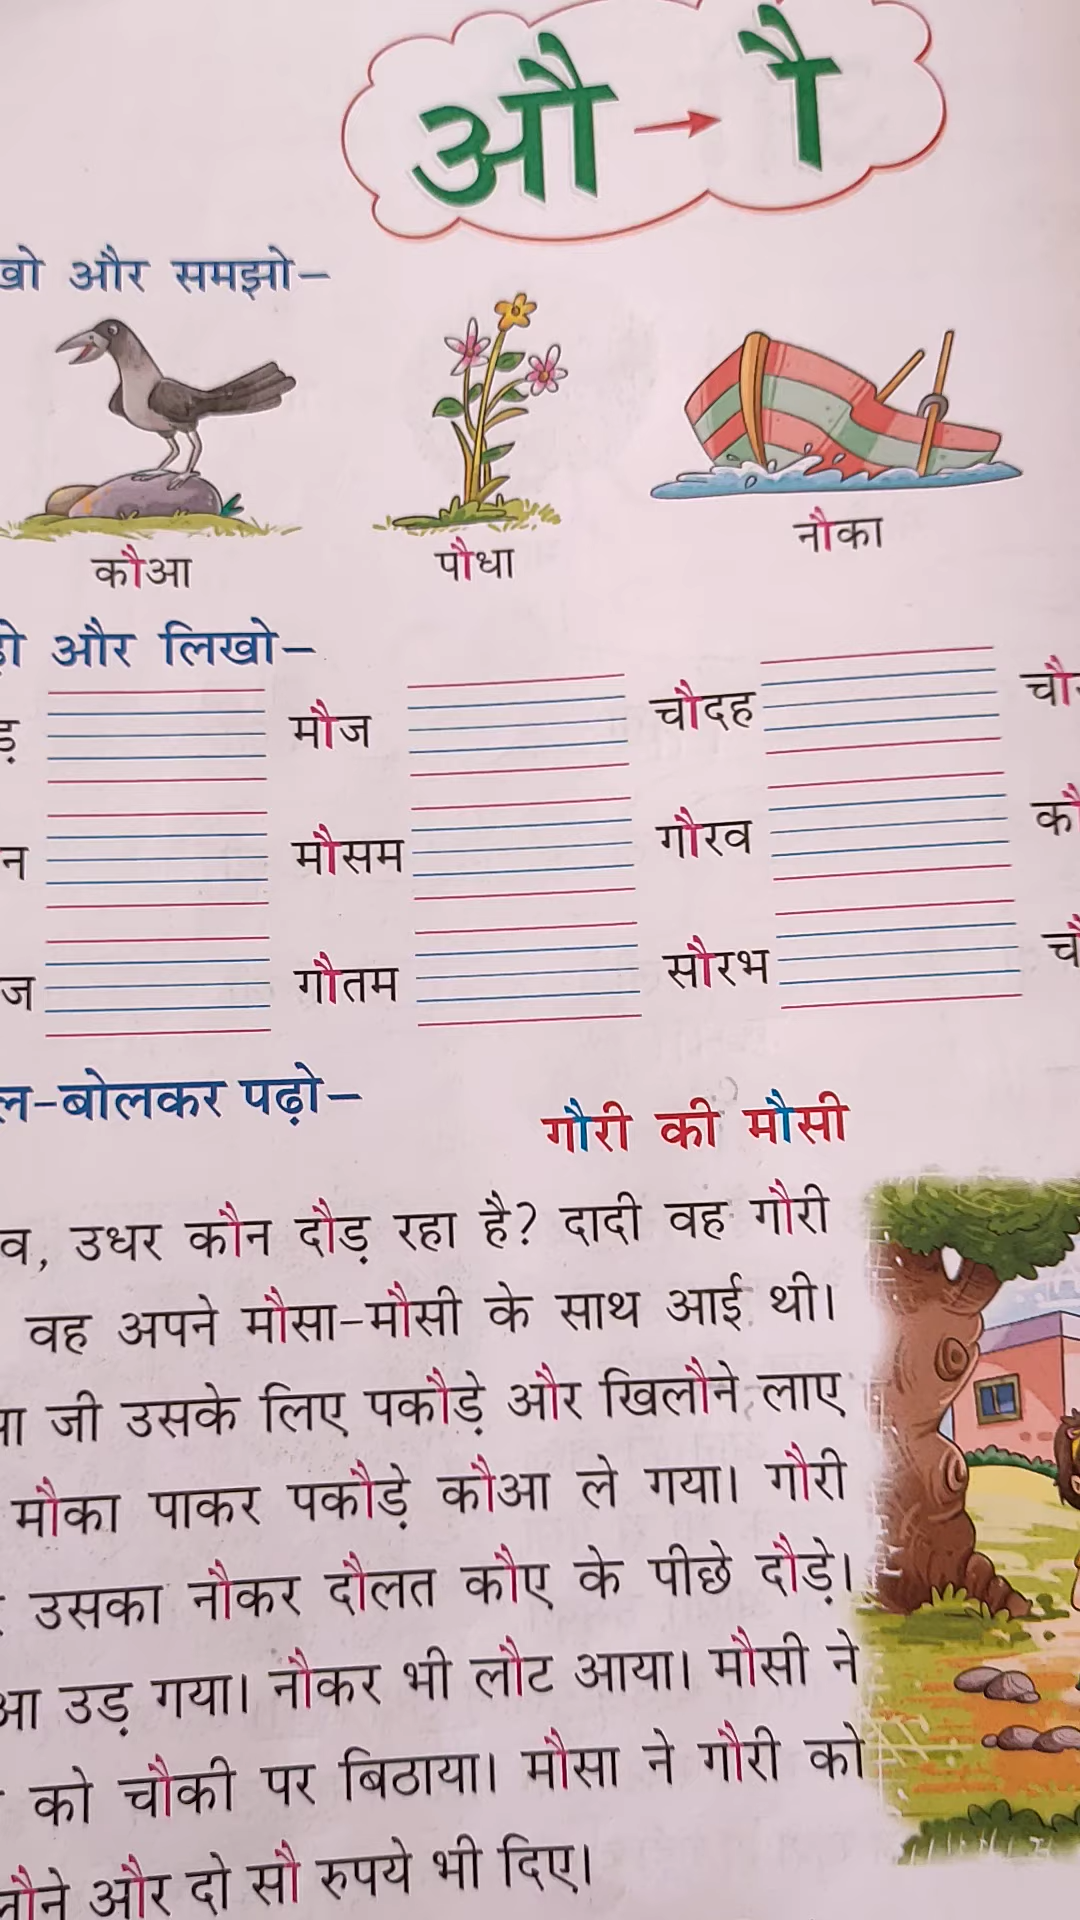 औ → ौ
और समझो–
कौआ पौधा नौका
और लिखो–
मौज चौदह
मौसम गौरव
गौतम सौरभ
बोलकर पढ़ो–
गौरी की मौसी
उधर कौन दौड़ रहा है? दादी वह गौरी
वह अपने मौसा-मौसी के साथ आई थी।
जी उसके लिए पकौड़े और खिलौने लाए
मौका पाकर पकौड़े कौआ ले गया। गौरी
उसका नौकर दौलत कौए के पीछे दौड़े।
उड़ गया। नौकर भी लौट आया। मौसी ने
को चौकी पर बिठाया। मौसा ने गौरी को
और दो सौ रुपये भी दिए।